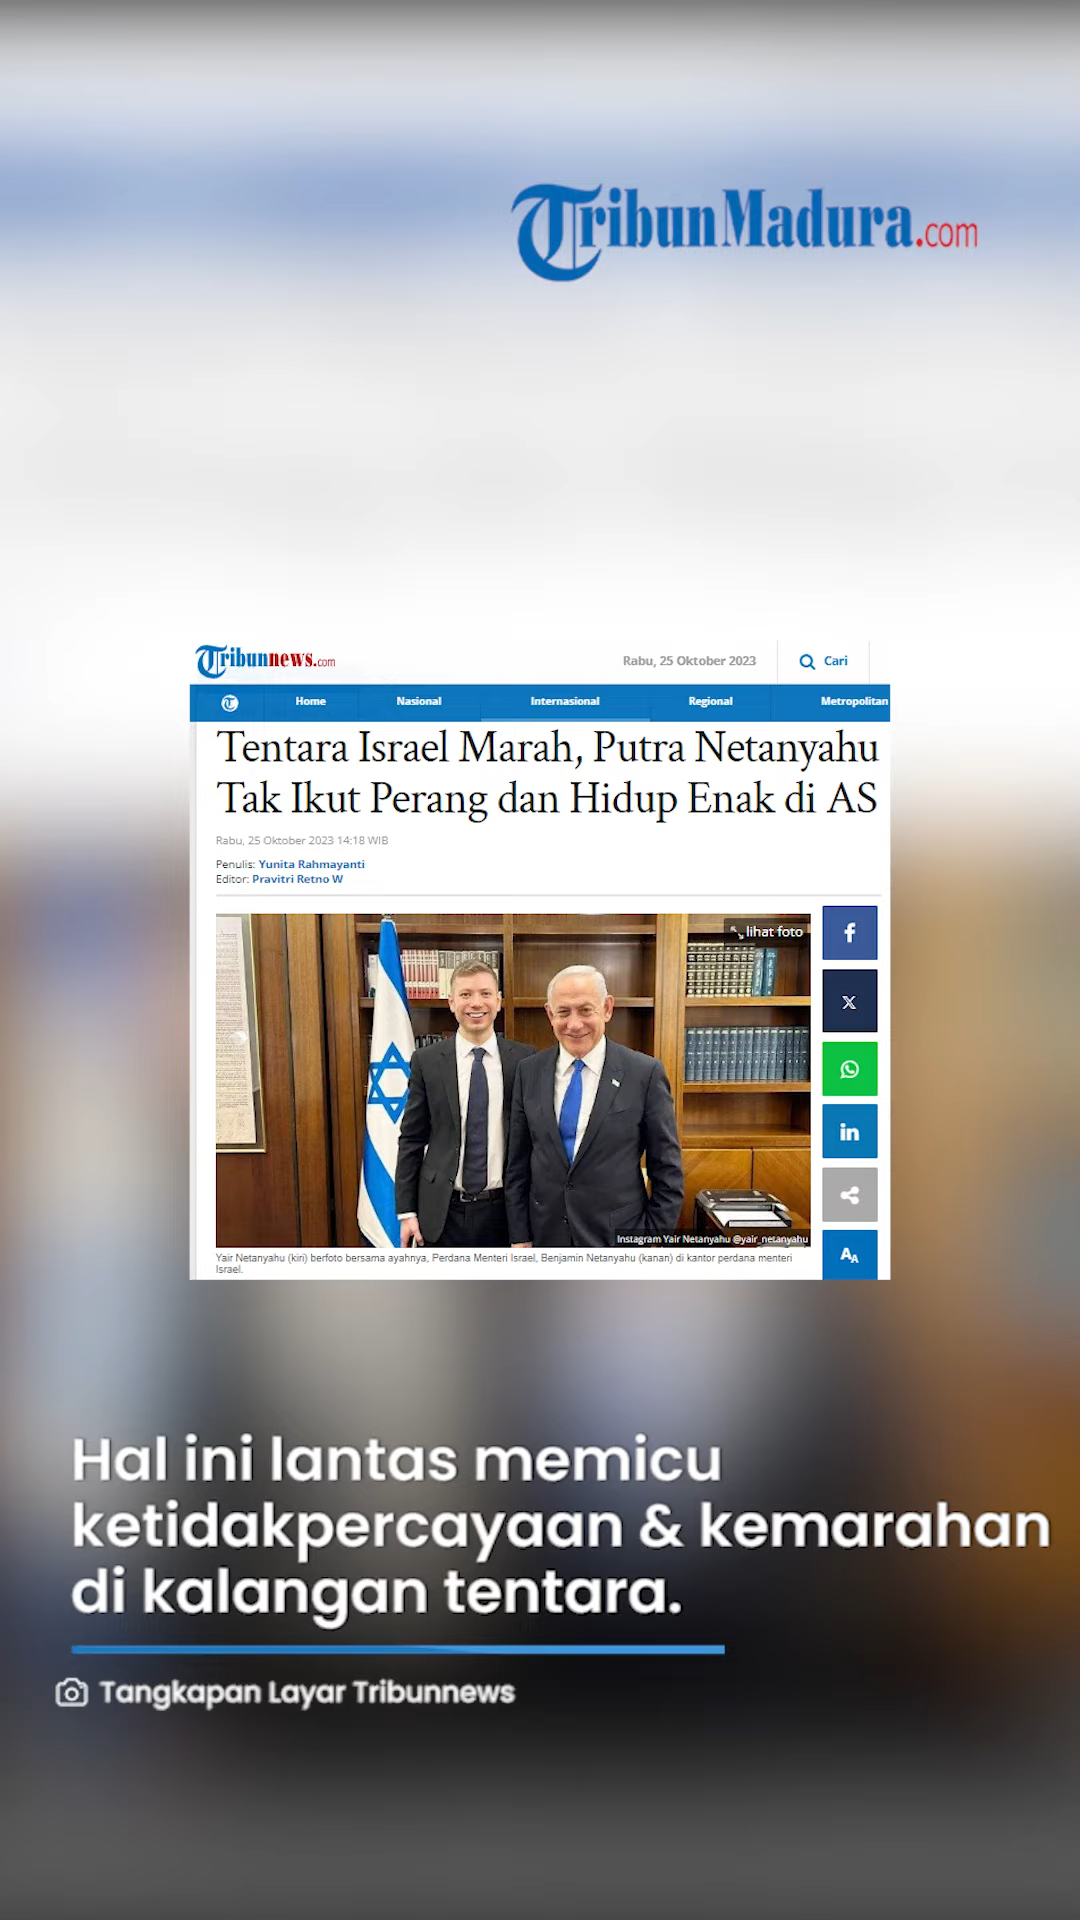 TribunMadura.com
Tribunnews.com
Rabu, 25 Oktober 2023
Cari
Home Nasional Internasional Regional Metropolitan
Tentara Israel Marah, Putra Netanyahu
Tak Ikut Perang dan Hidup Enak di AS
Rabu, 25 Oktober 2023 14:18 WIB
Penulis: Yunita Rahmayanti
Editor: Pravitri Retno W
lihat foto
Instagram Yair Netanyahu @yair_netanyahu
Yair Netanyahu (kiri) berfoto bersama ayahnya, Perdana Menteri Israel, Benjamin Netanyahu (kanan) di kantor perdana menteri
Israel.
AA
Hal ini lantas memicu
ketidakpercayaan & kemarahan
di kalangan tentara.
Tangkapan Layar Tribunnews